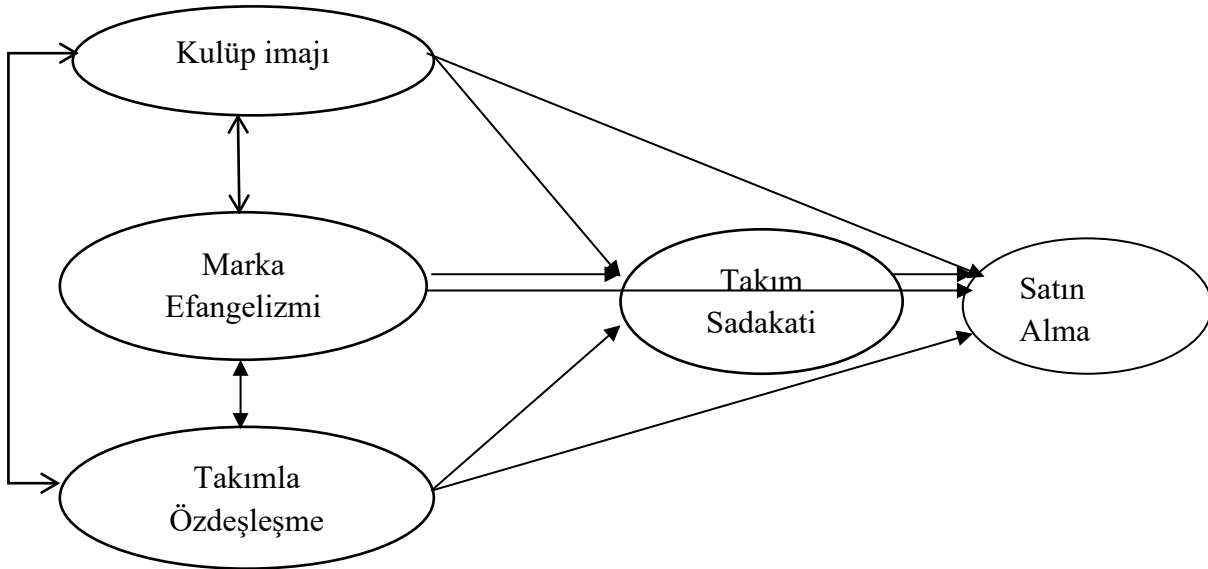 Kulüp imajı
Marka
Efangelizmi
Takım
Sadakati
Satın
Alma
Takımla
Özdeşleşme